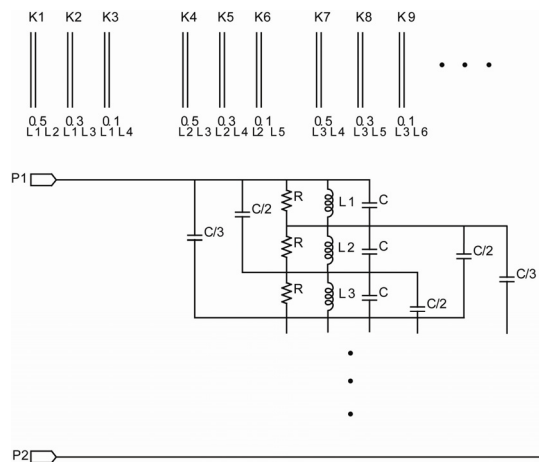 K1 K2 K3 K4 K5 K6 K7 K8 K9
0.5 0.3 0.1 0.5 0.3 0.1 0.5 0.3 0.1
L1 L2 L1 L3 L1 L4 L2 L3 L2 L4 L2 L5 L3 L4 L3 L5 L3 L6
P1
R L1 C
C/2
C/3
R L2 C
C/2
C/3
R L3 C
C/2
P2